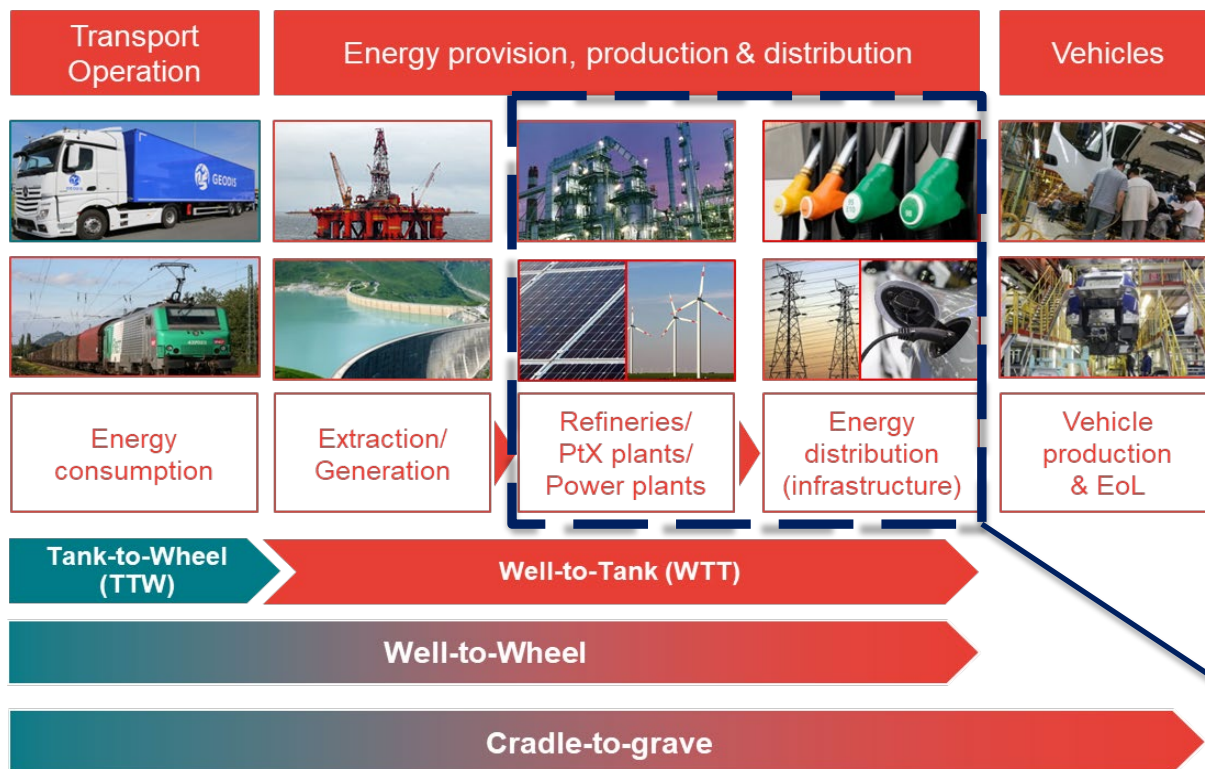 Transport
Operation
Energy provision, production & distribution
Vehicles
GEODIS
Energy
consumption
Extraction/
Generation
Refineries/
PtX plants/
Power plants
Energy
distribution
(infrastructure)
Vehicle
production
& EoL
Tank-to-Wheel
(TTW)
Well-to-Tank (WTT)
Well-to-Wheel
Cradle-to-grave